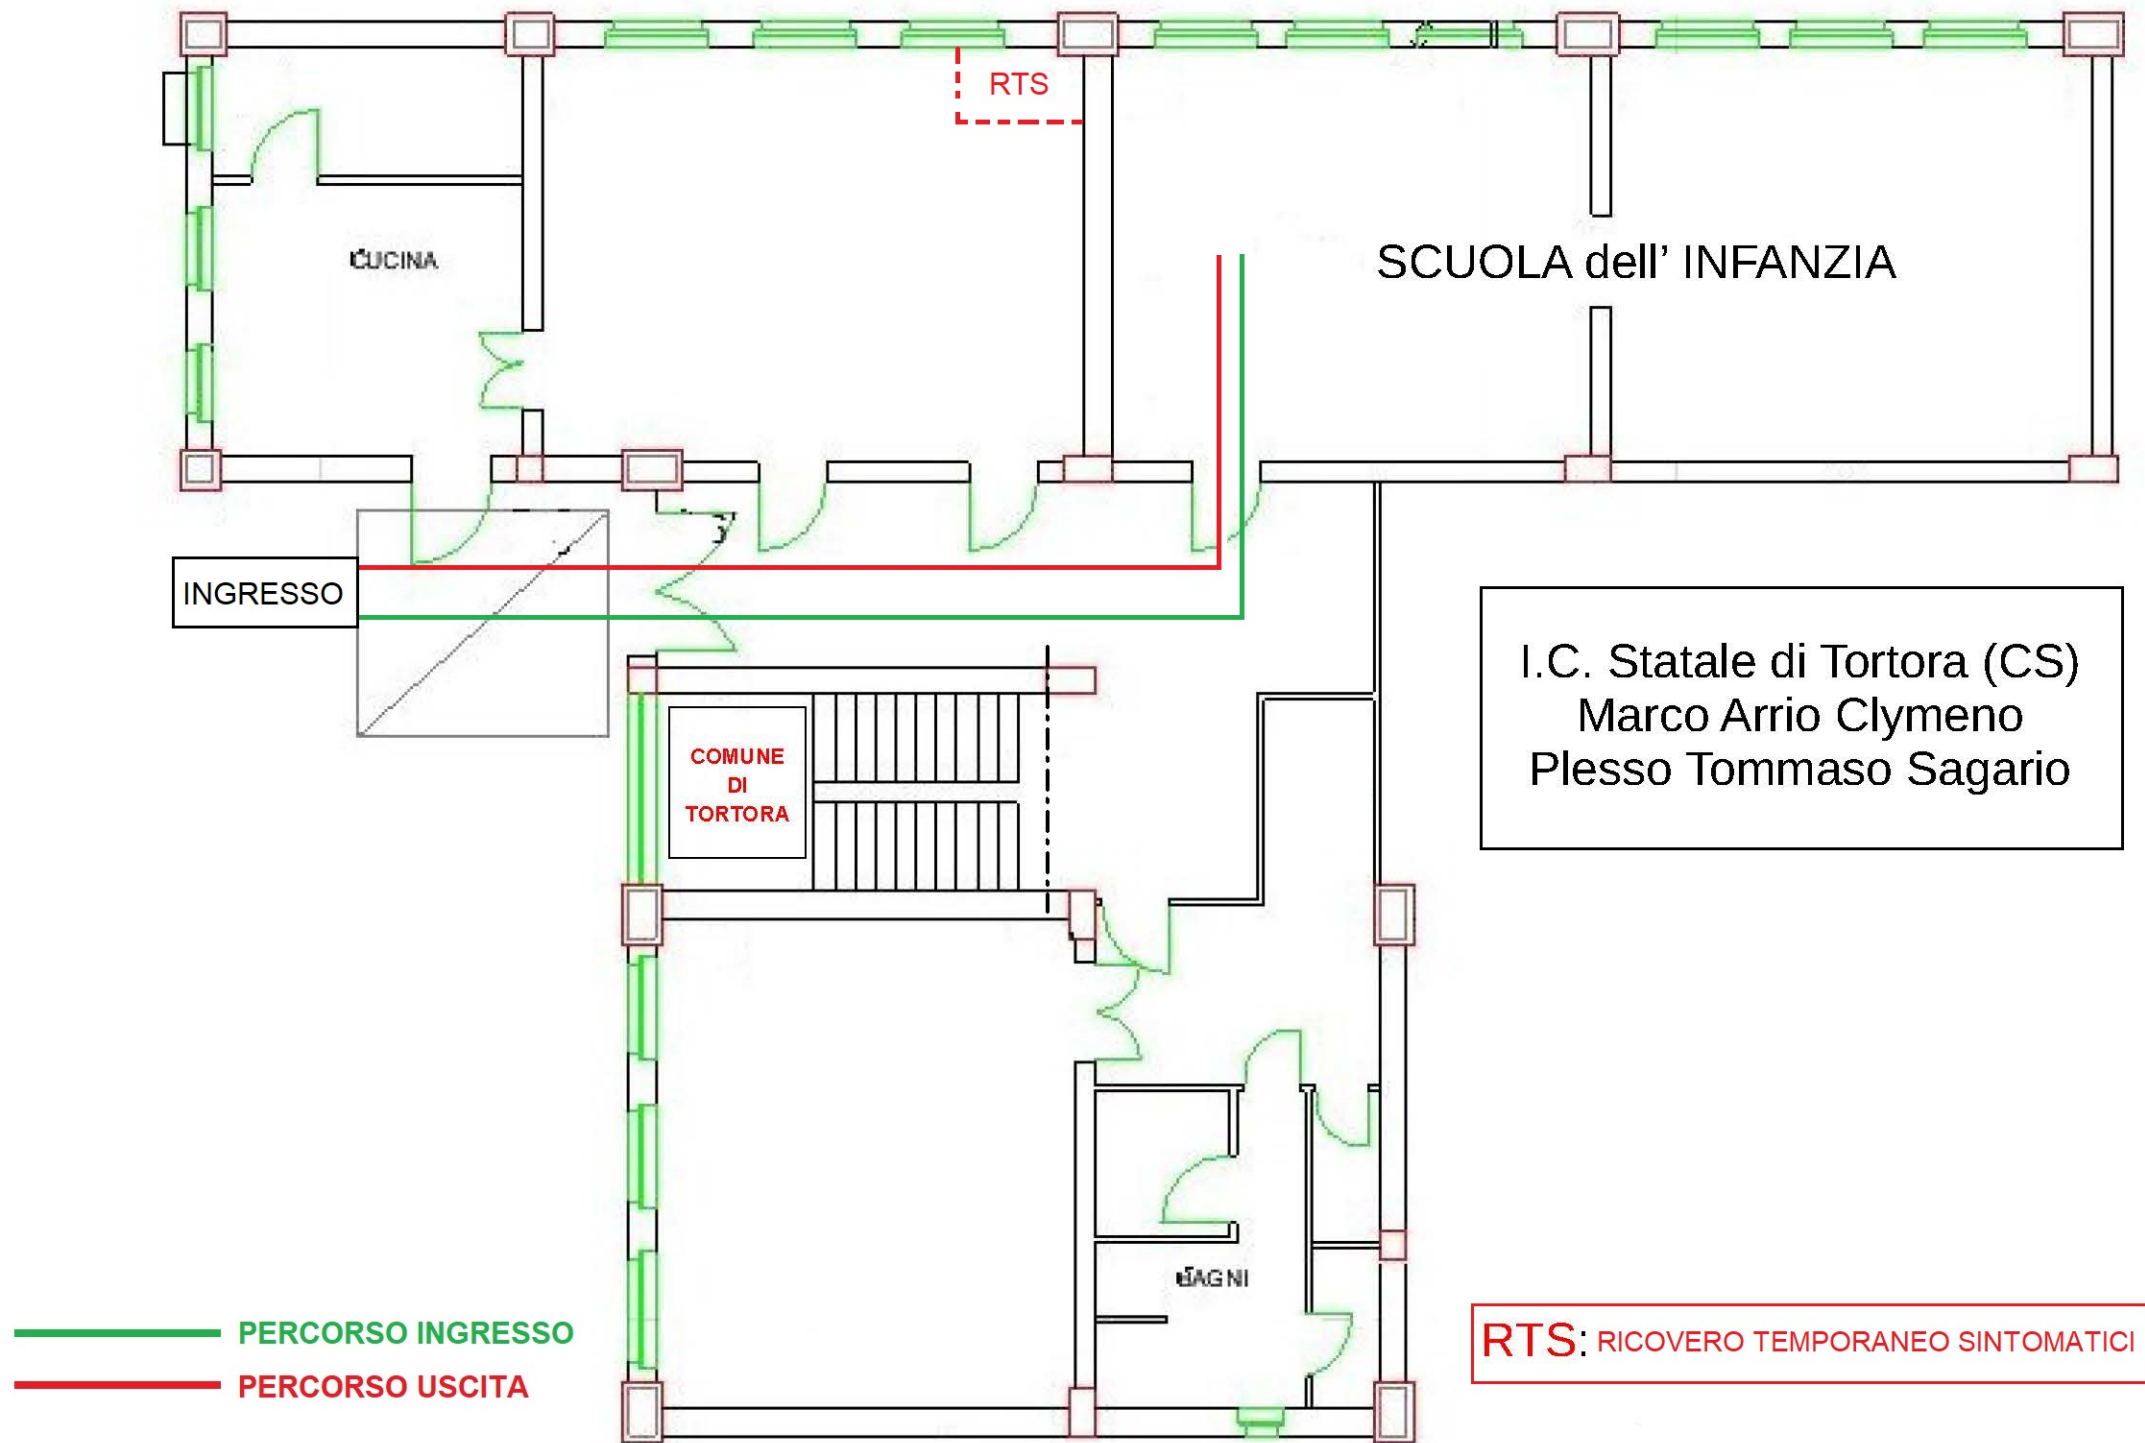 RTS
CUCINA
SCUOLA dell’ INFANZIA
INGRESSO
I.C. Statale di Tortora (CS)
Marco Arrio Clymeno
Plesso Tommaso Sagario
COMUNE
DI
TORTORA
BAGNI
PERCORSO INGRESSO
PERCORSO USCITA
RTS: RICOVERO TEMPORANEO SINTOMATICI